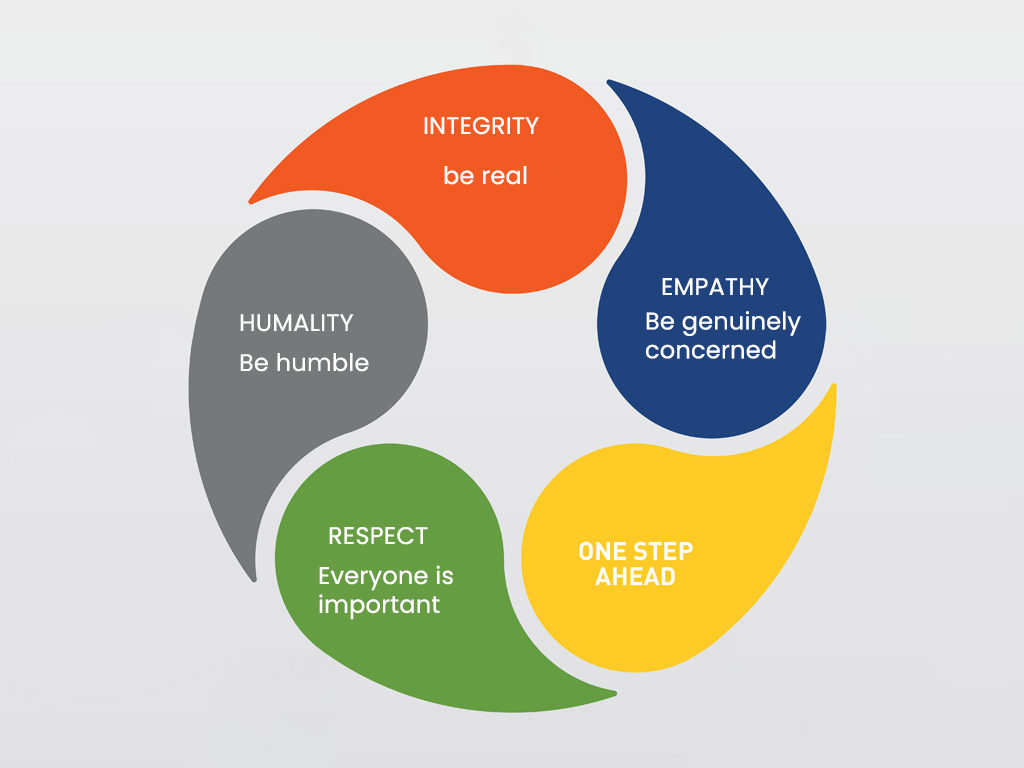 INTEGRITY
be real
EMPATHY
Be genuinely
concerned
ONE STEP
AHEAD
RESPECT
Everyone is
important
HUMALITY
Be humble